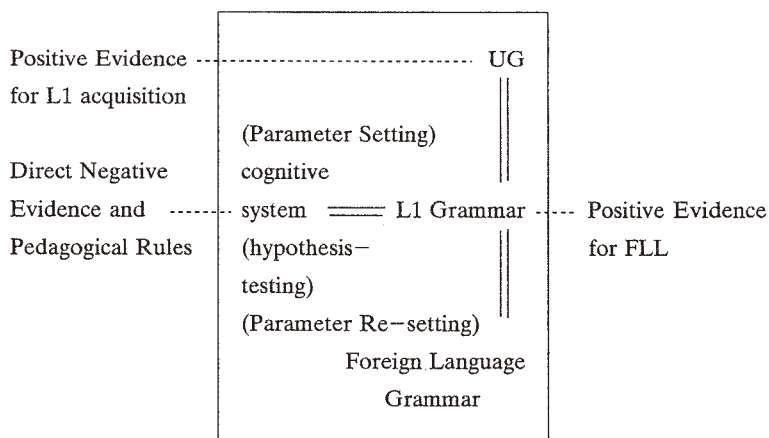 Positive Evidence UG
for L1 acquisition
(Parameter Setting)
Direct Negative cognitive
Evidence and system L1 Grammar Positive Evidence
Pedagogical Rules (hypothesis- for FLL
testing)
(Parameter Re-setting)
Foreign Language
Grammar